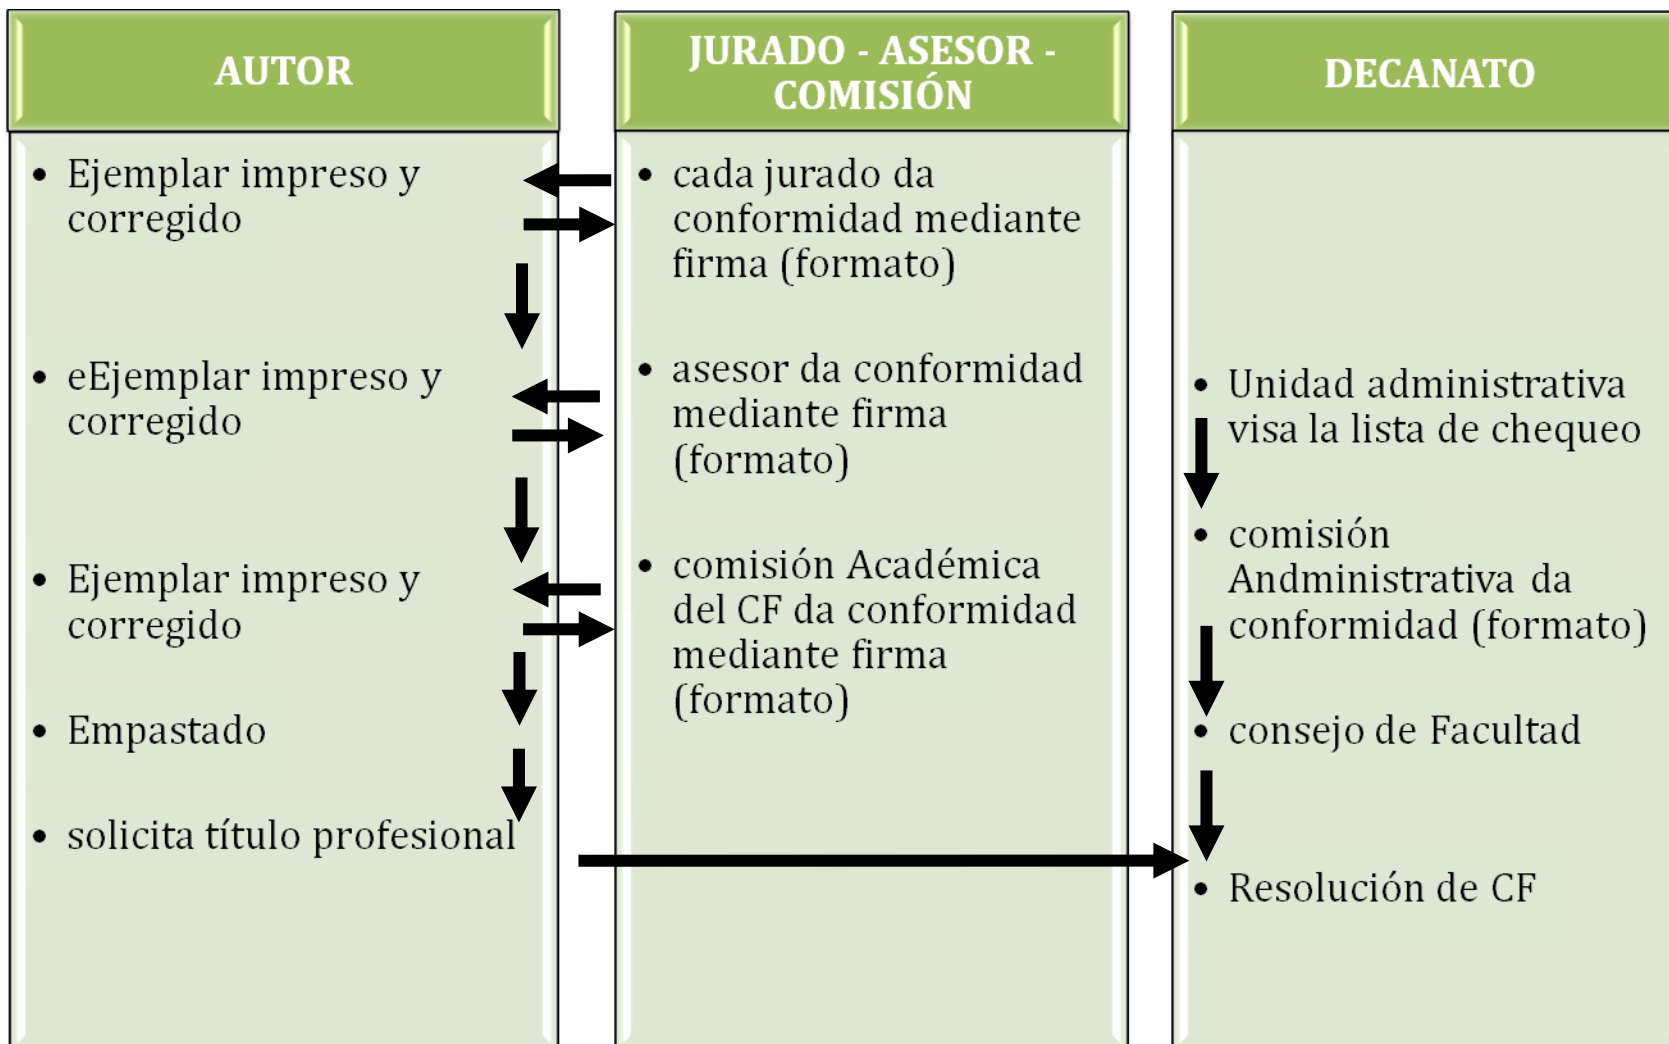 AUTOR
• Ejemplar impreso y
corregido
• eEjemplar impreso y
corregido
• Ejemplar impreso y
corregido
• Empastado
• solicita título profesional
JURADO - ASESOR -
COMISIÓN
• cada jurado da
conformidad mediante
firma (formato)
• asesor da conformidad
mediante firma
(formato)
• comisión Académica
del CF da conformidad
mediante firma
(formato)
DECANATO
• Unidad administrativa
visa la lista de chequeo
• comisión
Andministrativa da
conformidad (formato)
• consejo de Facultad
• Resolución de CF